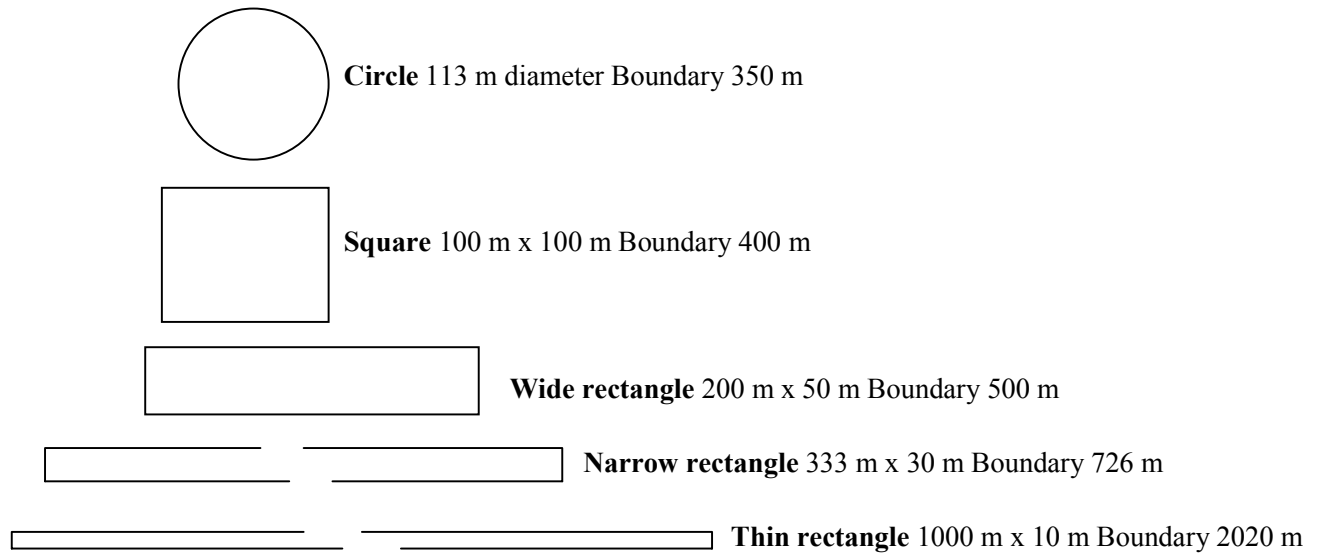 Circle 113 m diameter Boundary 350 m
Square 100 m x 100 m Boundary 400 m
Wide rectangle 200 m x 50 m Boundary 500 m
Narrow rectangle 333 m x 30 m Boundary 726 m
Thin rectangle 1000 m x 10 m Boundary 2020 m